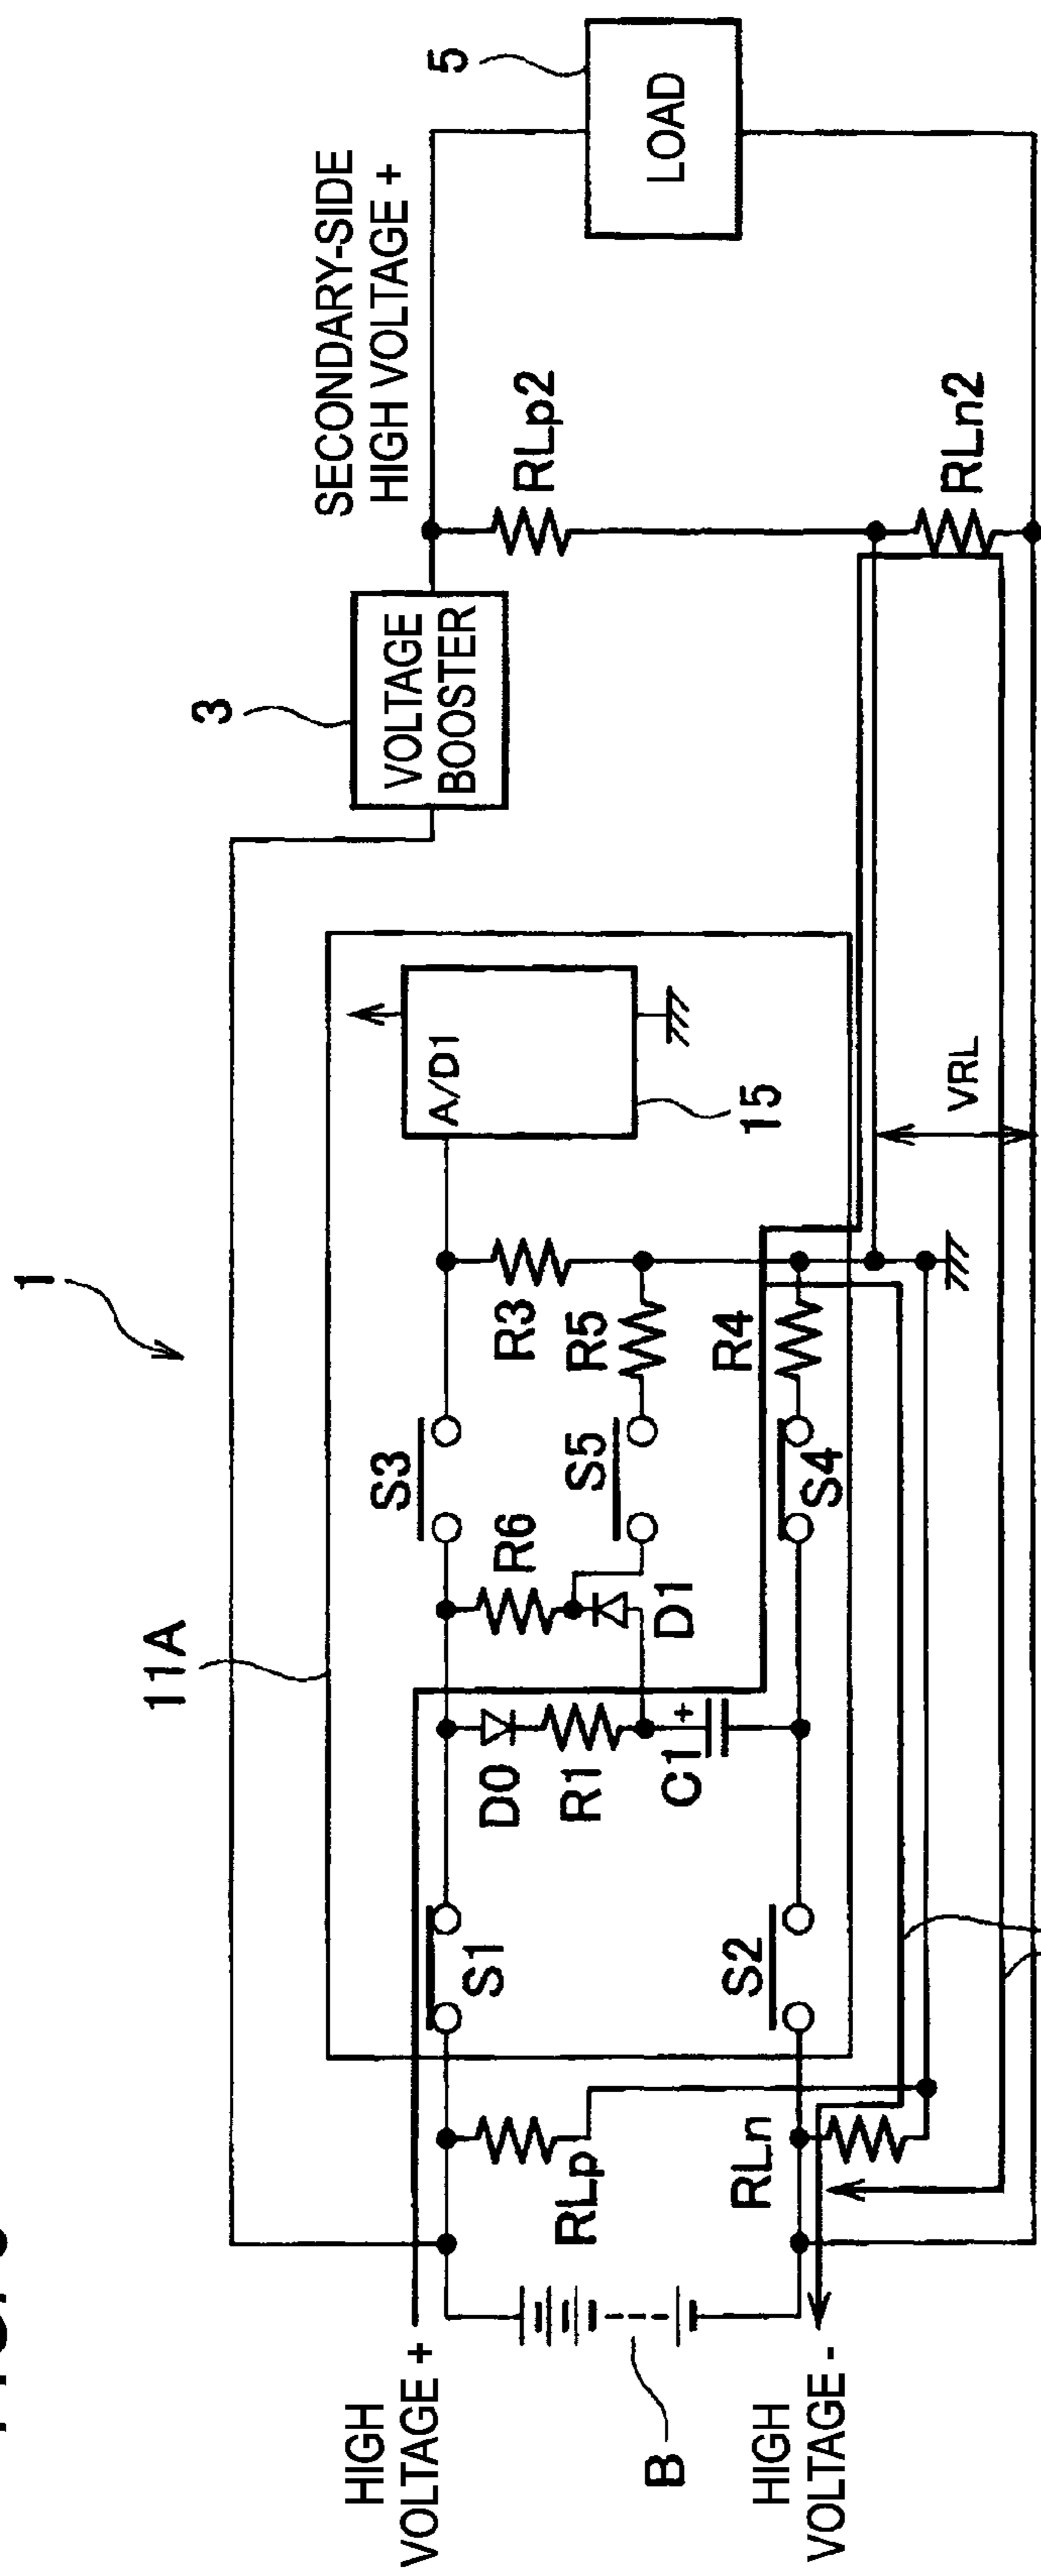 1
3
5
11A
SECONDARY-SIDE
HIGH VOLTAGE +
VOLTAGE
BOOSTER
LOAD
HIGH
VOLTAGE +
S1
S3
A/D1
15
D0
R1
R6
R3
RLp2
RLp
C1
+
D1
S5
R5
B
S2
S4
R4
RLn
HIGH
VOLTAGE -
VRL
RLn2